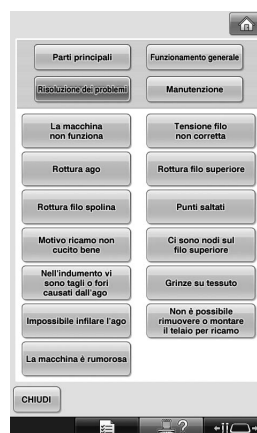 Parti principali
Funzionamento generale
Risoluzione dei problemi
Manutenzione
La macchina
non funziona
Tensione filo
non corretta
Rottura ago
Rottura filo superiore
Rottura filo spolina
Punti saltati
Motivo ricamo non
cucito bene
Ci sono nodi sul
filo superiore
Nell'indumento vi
sono tagli o fori
causati dall'ago
Grinze su tessuto
Impossibile infilare l'ago
Non è possibile
rimuovere o montare
il telaio per ricamo
La macchina è rumorosa
CHIUDI
?